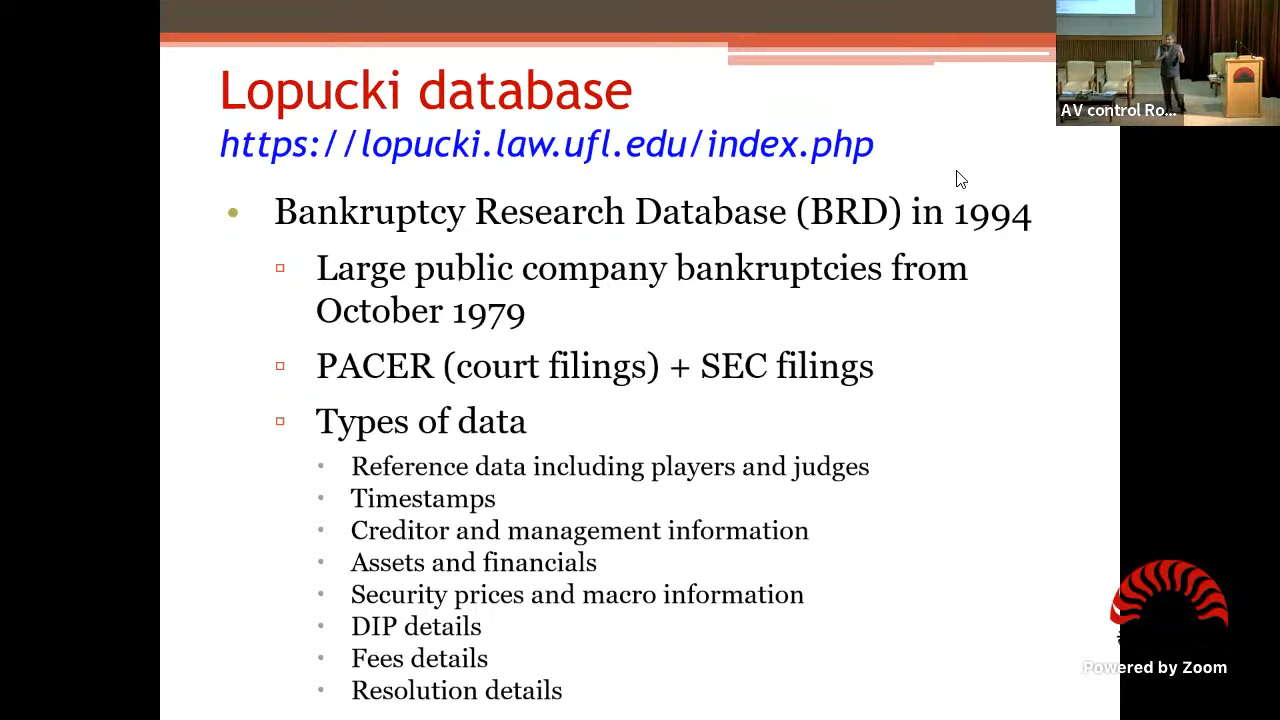 Lopucki database
https://lopucki.law.ufl.edu/index.php
AV control Ro...
• Bankruptcy Research Database (BRD) in 1994
▫ Large public company bankruptcies from
October 1979
▫ PACER (court filings) + SEC filings
▫ Types of data
• Reference data including players and judges
• Timestamps
• Creditor and management information
• Assets and financials
• Security prices and macro information
• DIP details
• Fees details
• Resolution details
Powered by Zoom